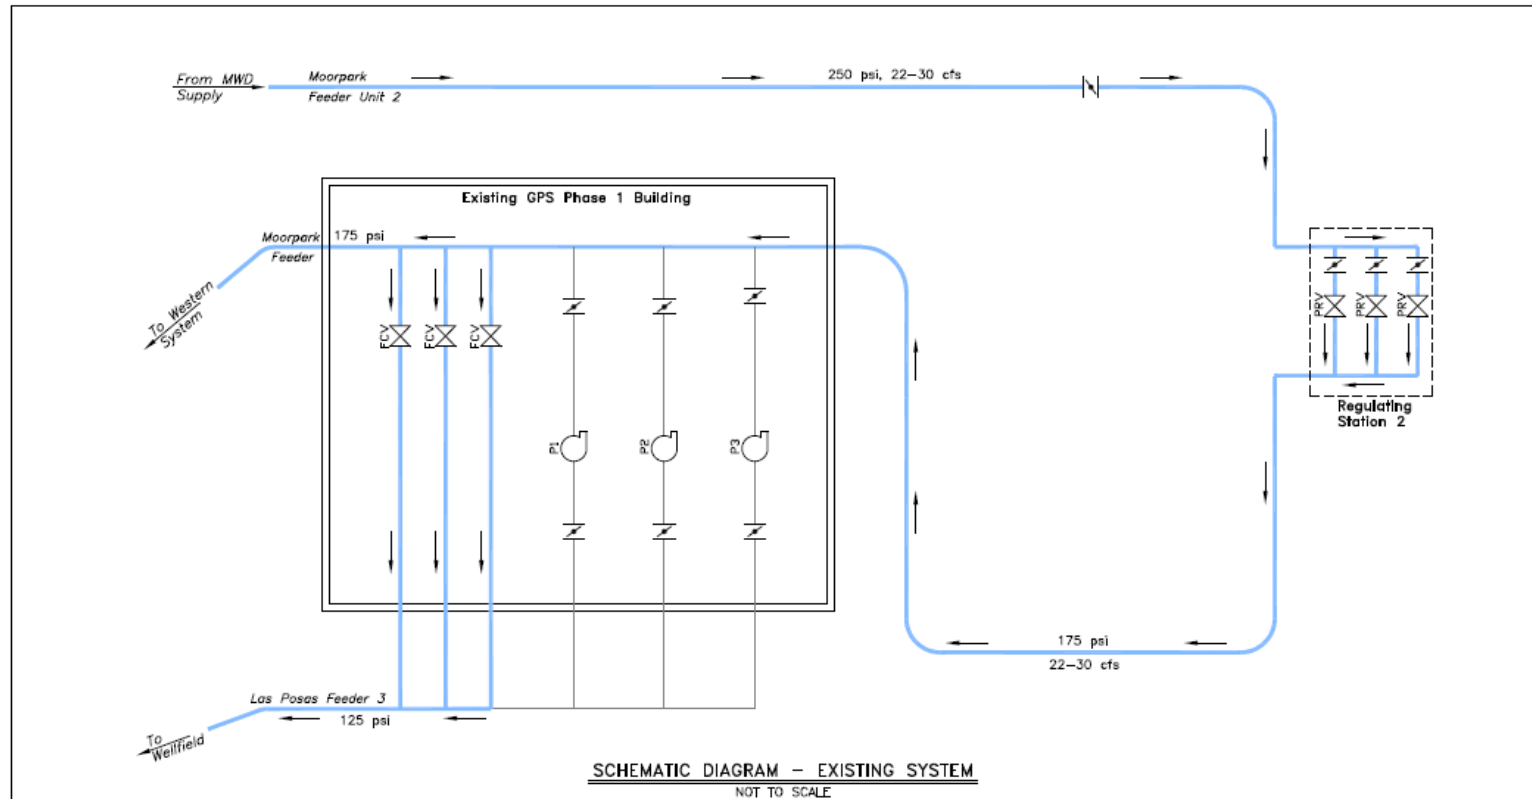 From MWD
Supply
Moorpark
Feeder Unit 2
250 psi, 22-30 cfs
Existing GPS Phase 1 Building
Moorpark
Feeder
175 psi
To Western
System
FCV
FCV
FCV
P1
P2
P3
PRV
PRV
PRV
Regulating
Station 2
175 psi
22-30 cfs
Las Posas Feeder 3
125 psi
To
Wellfield
SCHEMATIC DIAGRAM - EXISTING SYSTEM
NOT TO SCALE